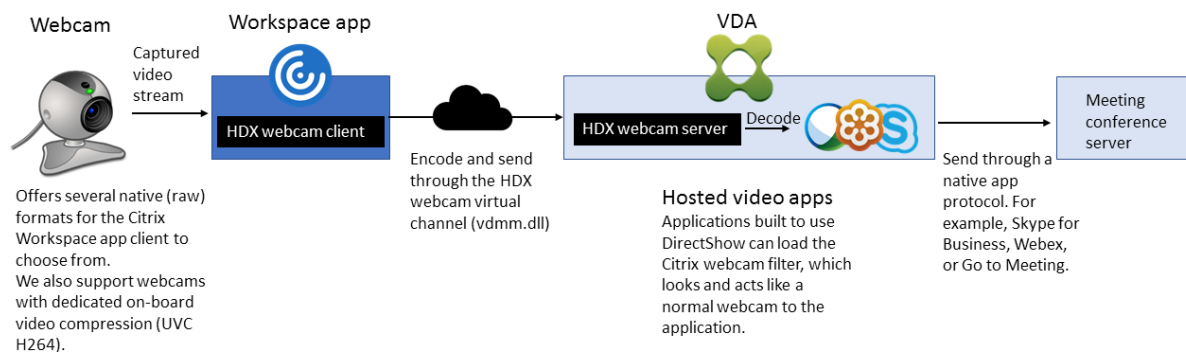 Webcam
Workspace app
VDA
Captured
video
stream
HDX webcam client
HDX webcam server
Decode
S
Meeting
conference
server
Offers several native (raw)
formats for the Citrix
Workspace app client to
choose from.
We also support webcams
with dedicated on-board
video compression (UVC
H264).
Encode and send
through the HDX
webcam virtual
channel (vdmm.dll)
Hosted video apps
Applications built to use
DirectShow can load the
Citrix webcam filter, which
looks and acts like a
normal webcam to the
application.
Send through a
native app
protocol. For
example, Skype for
Business, Webex,
or Go to Meeting.